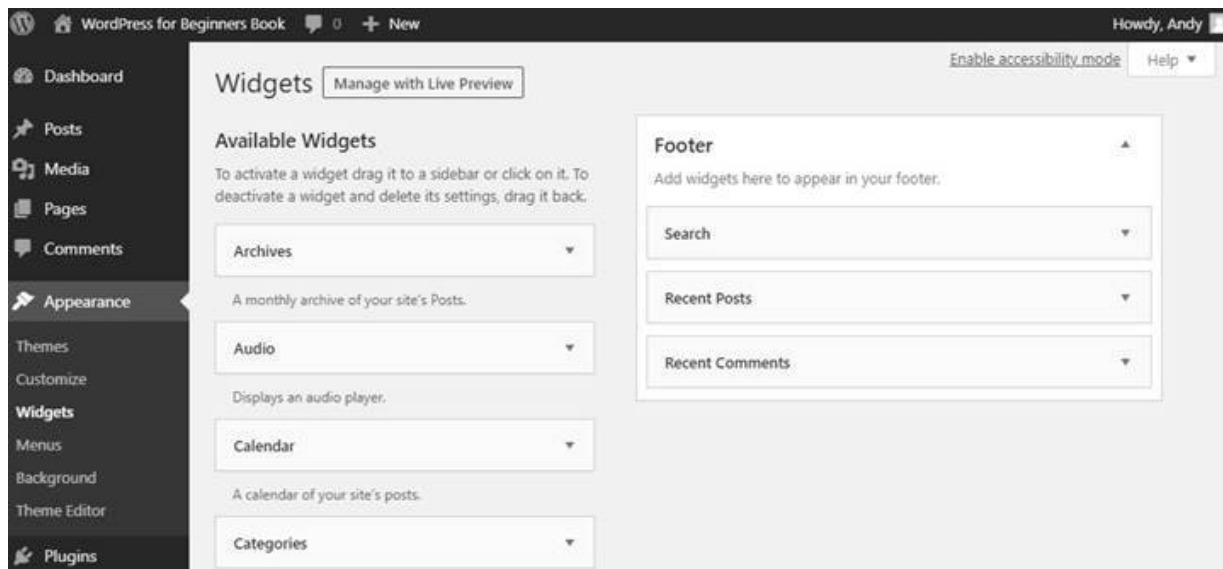 WordPress for Beginners Book 0 New Howdy, Andy
Dashboard
Posts
Media
Pages
Comments
Appearance
Themes
Customize
Widgets
Menus
Background
Theme Editor
Plugins
Enable accessibility mode Help
Widgets Manage with Live Preview
Available Widgets
To activate a widget drag it to a sidebar or click on it. To
deactivate a widget and delete its settings, drag it back.
Archives
A monthly archive of your site's Posts.
Audio
Displays an audio player.
Calendar
A calendar of your site's posts.
Categories
Footer
Add widgets here to appear in your footer.
Search
Recent Posts
Recent Comments